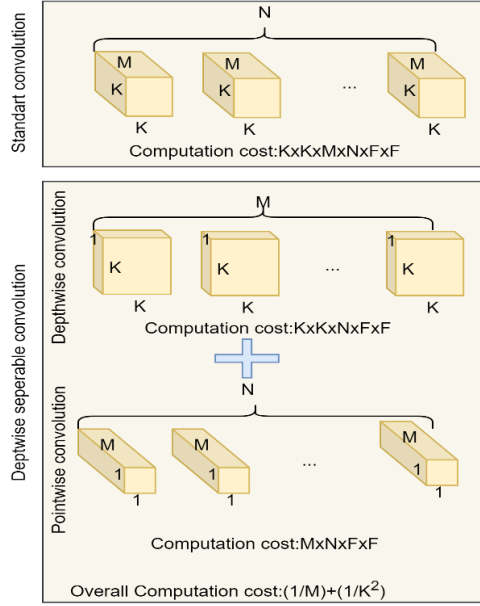 Standart convolution
N
M M M
K K ... K
K K K
Computation cost:KxKxMxNxFxF
Deptwise seperable convolution
Depthwise convolution
M
1 1 1
K K ... K
K K K
Computation cost:KxKxNxFxF
N
Pointwise convolution
M M ... M
1 1 1
1 1 1
Computation cost:MxNxFxF
Overall Computation cost:(1/M)+(1/K²)